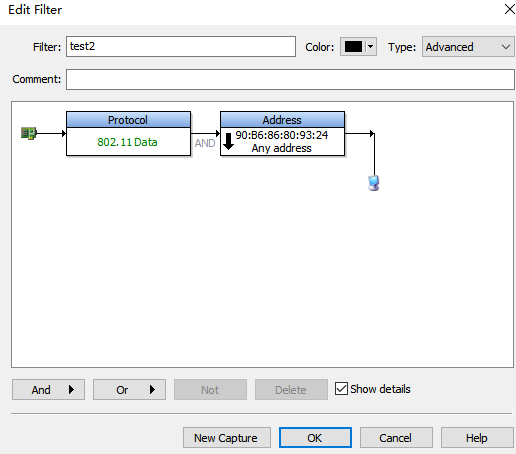 Edit Filter
Filter: test2 Color: Type: Advanced
Comment:
Protocol
802.11 Data
AND
Address
90:B6:86:80:93:24
Any address
And Or Not Delete Show details
New Capture OK Cancel Help